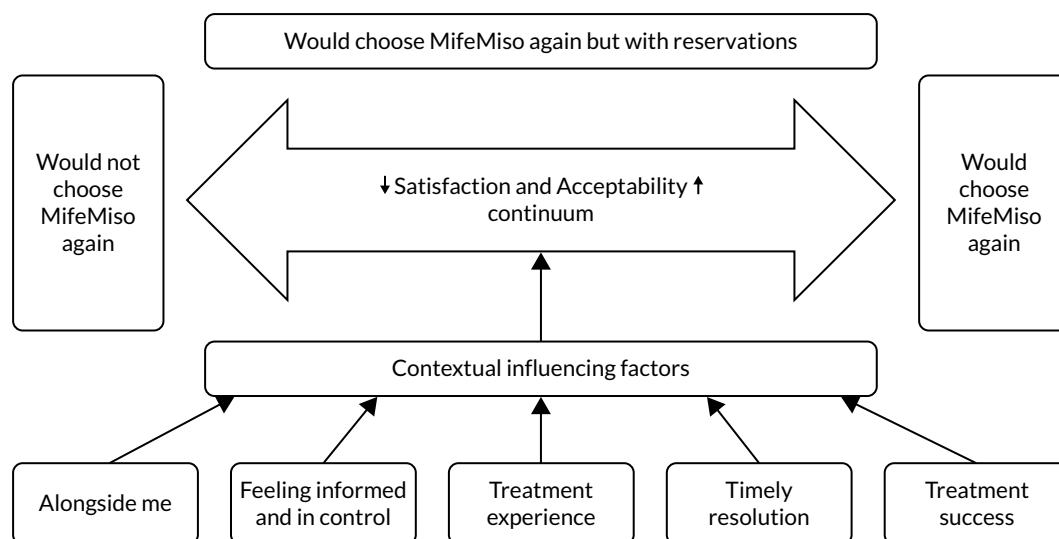 Would choose MifeMiso again but with reservations
Would not
choose
MifeMiso
again
↓ Satisfaction and Acceptability ↑
continuum
Would
choose
MifeMiso
again
Contextual influencing factors
Alongside me
Feeling informed
and in control
Treatment
experience
Timely
resolution
Treatment
success